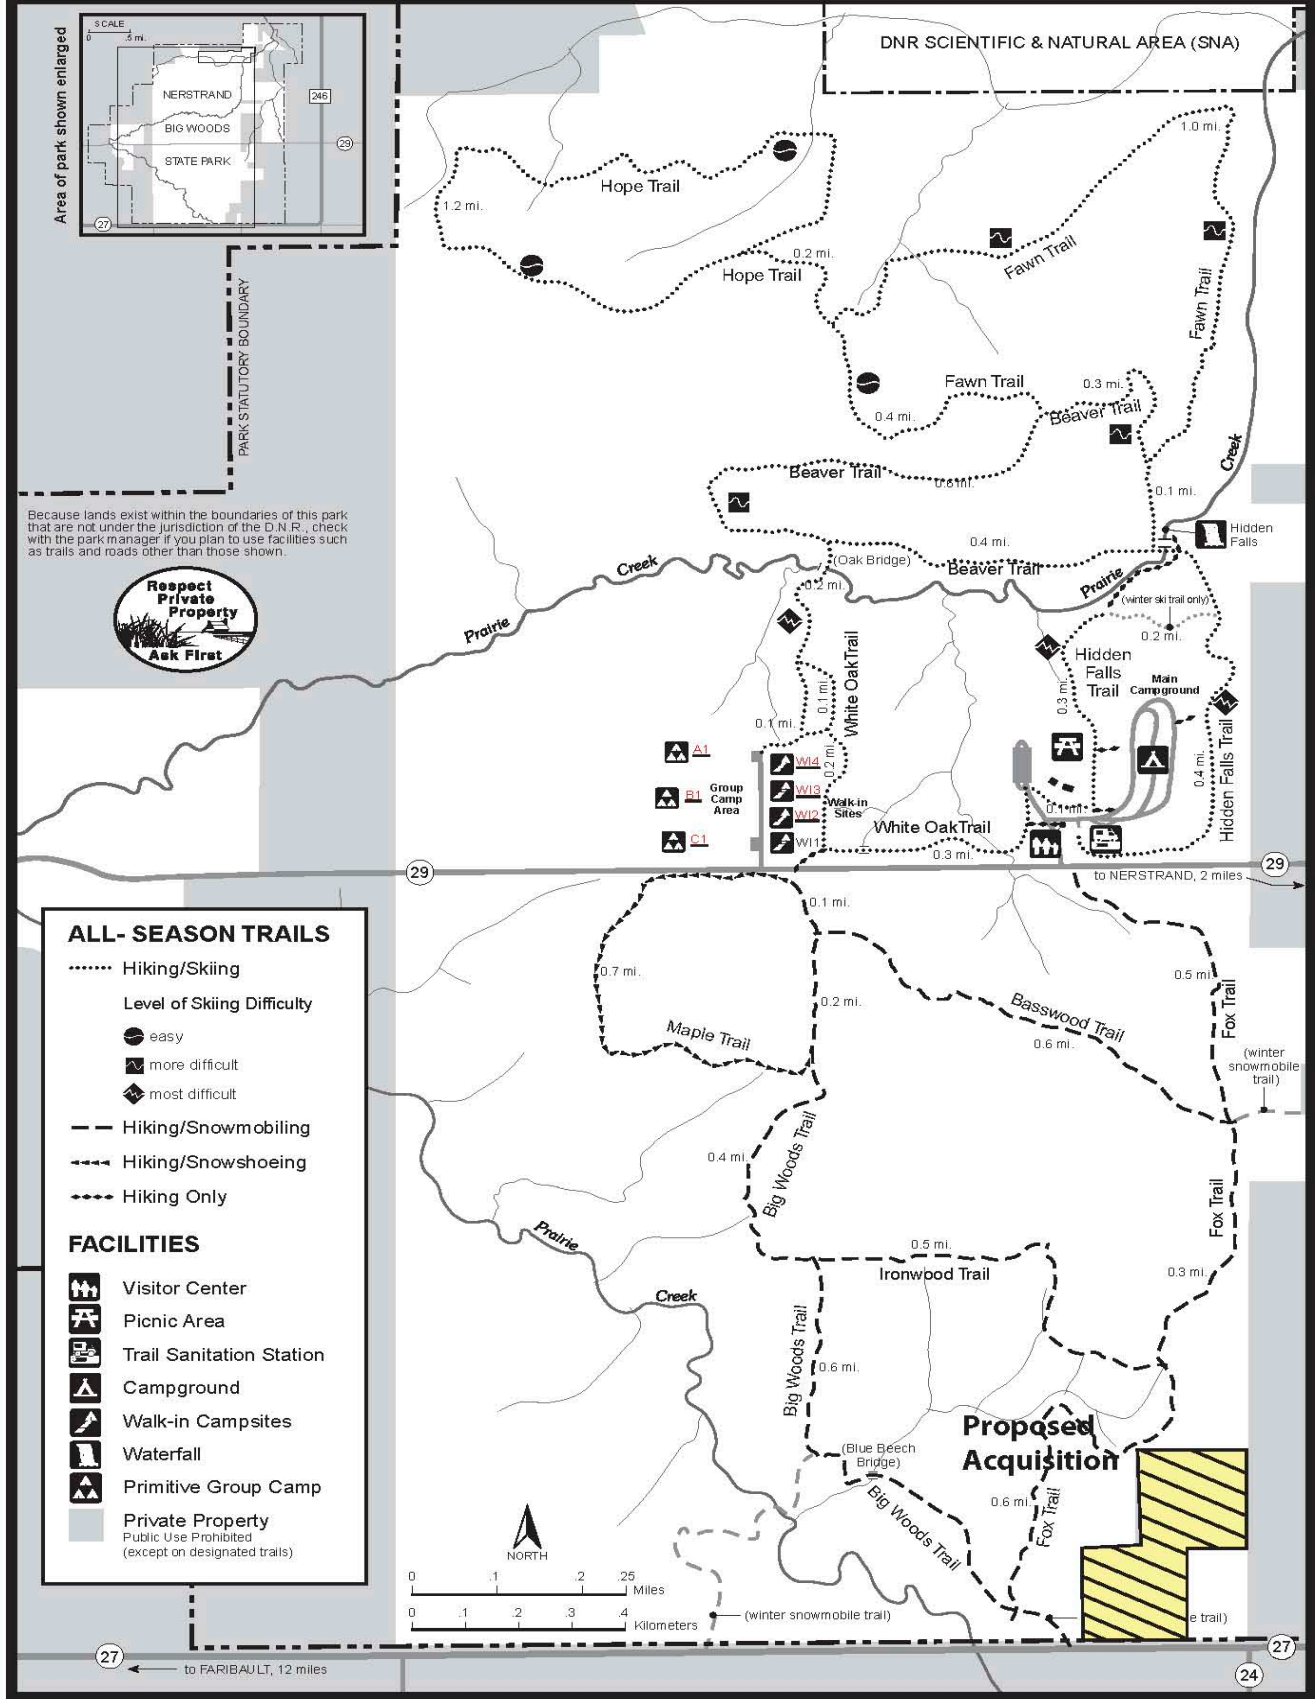 Area of park shown enlarged
SCALE
0 .5 mi.
NERSTRAND
BIG WOODS
STATE PARK
246
29
27
DNR SCIENTIFIC & NATURAL AREA (SNA)
1.0 mi.
Hope Trail
1.2 mi.
0.2 mi.
Hope Trail
Fawn Trail
Fawn Trail
PARK STATUTORY BOUNDARY
Fawn Trail
0.3 mi.
0.4 mi.
Beaver Trail
Creek
Beaver Trail
0.6 mi.
0.1 mi.
Because lands exist within the boundaries of this park
that are not under the jurisdiction of the D.N.R., check
with the park manager if you plan to use facilities such
as trails and roads other than those shown.
Hidden
Falls
0.4 mi.
(Oak Bridge)
Beaver Trail
Creek
Prairie
0.2 mi.
Respect
Private
Property
Ask First
Prairie
(winter ski trail only)
0.2 mi.
White Oak Trail
Hidden
Falls
Trail
Main
Campground
0.3 mi.
0.1 mi.
0.1 mi.
A1
WI4
0.2 mi.
Hidden Falls Trail
0.4 mi.
B1
Group
Camp
Area
WI3
Walk-in
Sites
WI2
0.1 mi.
C1
WI1
White Oak Trail
0.3 mi.
29
29
to NERSTRAND, 2 miles
0.1 mi.
ALL- SEASON TRAILS
Hiking/Skiing
Level of Skiing Difficulty
easy
more difficult
most difficult
Hiking/Snowmobiling
Hiking/Snowshoeing
Hiking Only
FACILITIES
Visitor Center
Picnic Area
Trail Sanitation Station
Campground
Walk-in Campsites
Waterfall
Primitive Group Camp
Private Property
Public Use Prohibited
(except on designated trails)
0.7 mi.
0.2 mi.
0.5 mi.
Fox Trail
Basswood Trail
0.6 mi.
Maple Trail
(winter
snowmobile
trail)
Big Woods Trail
0.4 mi.
Fox Trail
Prairie
0.5 mi.
Ironwood Trail
0.3 mi.
Creek
Big Woods Trail
0.6 mi.
Proposed
Acquisition
(Blue Beech
Bridge)
Big Woods Trail
0.6 mi.
Fox Trail
NORTH
0 .1 .2 .25
Miles
0 .1 .2 .3 .4
Kilometers
(winter snowmobile trail)
e trail)
27
27
to FARIBAULT, 12 miles
24